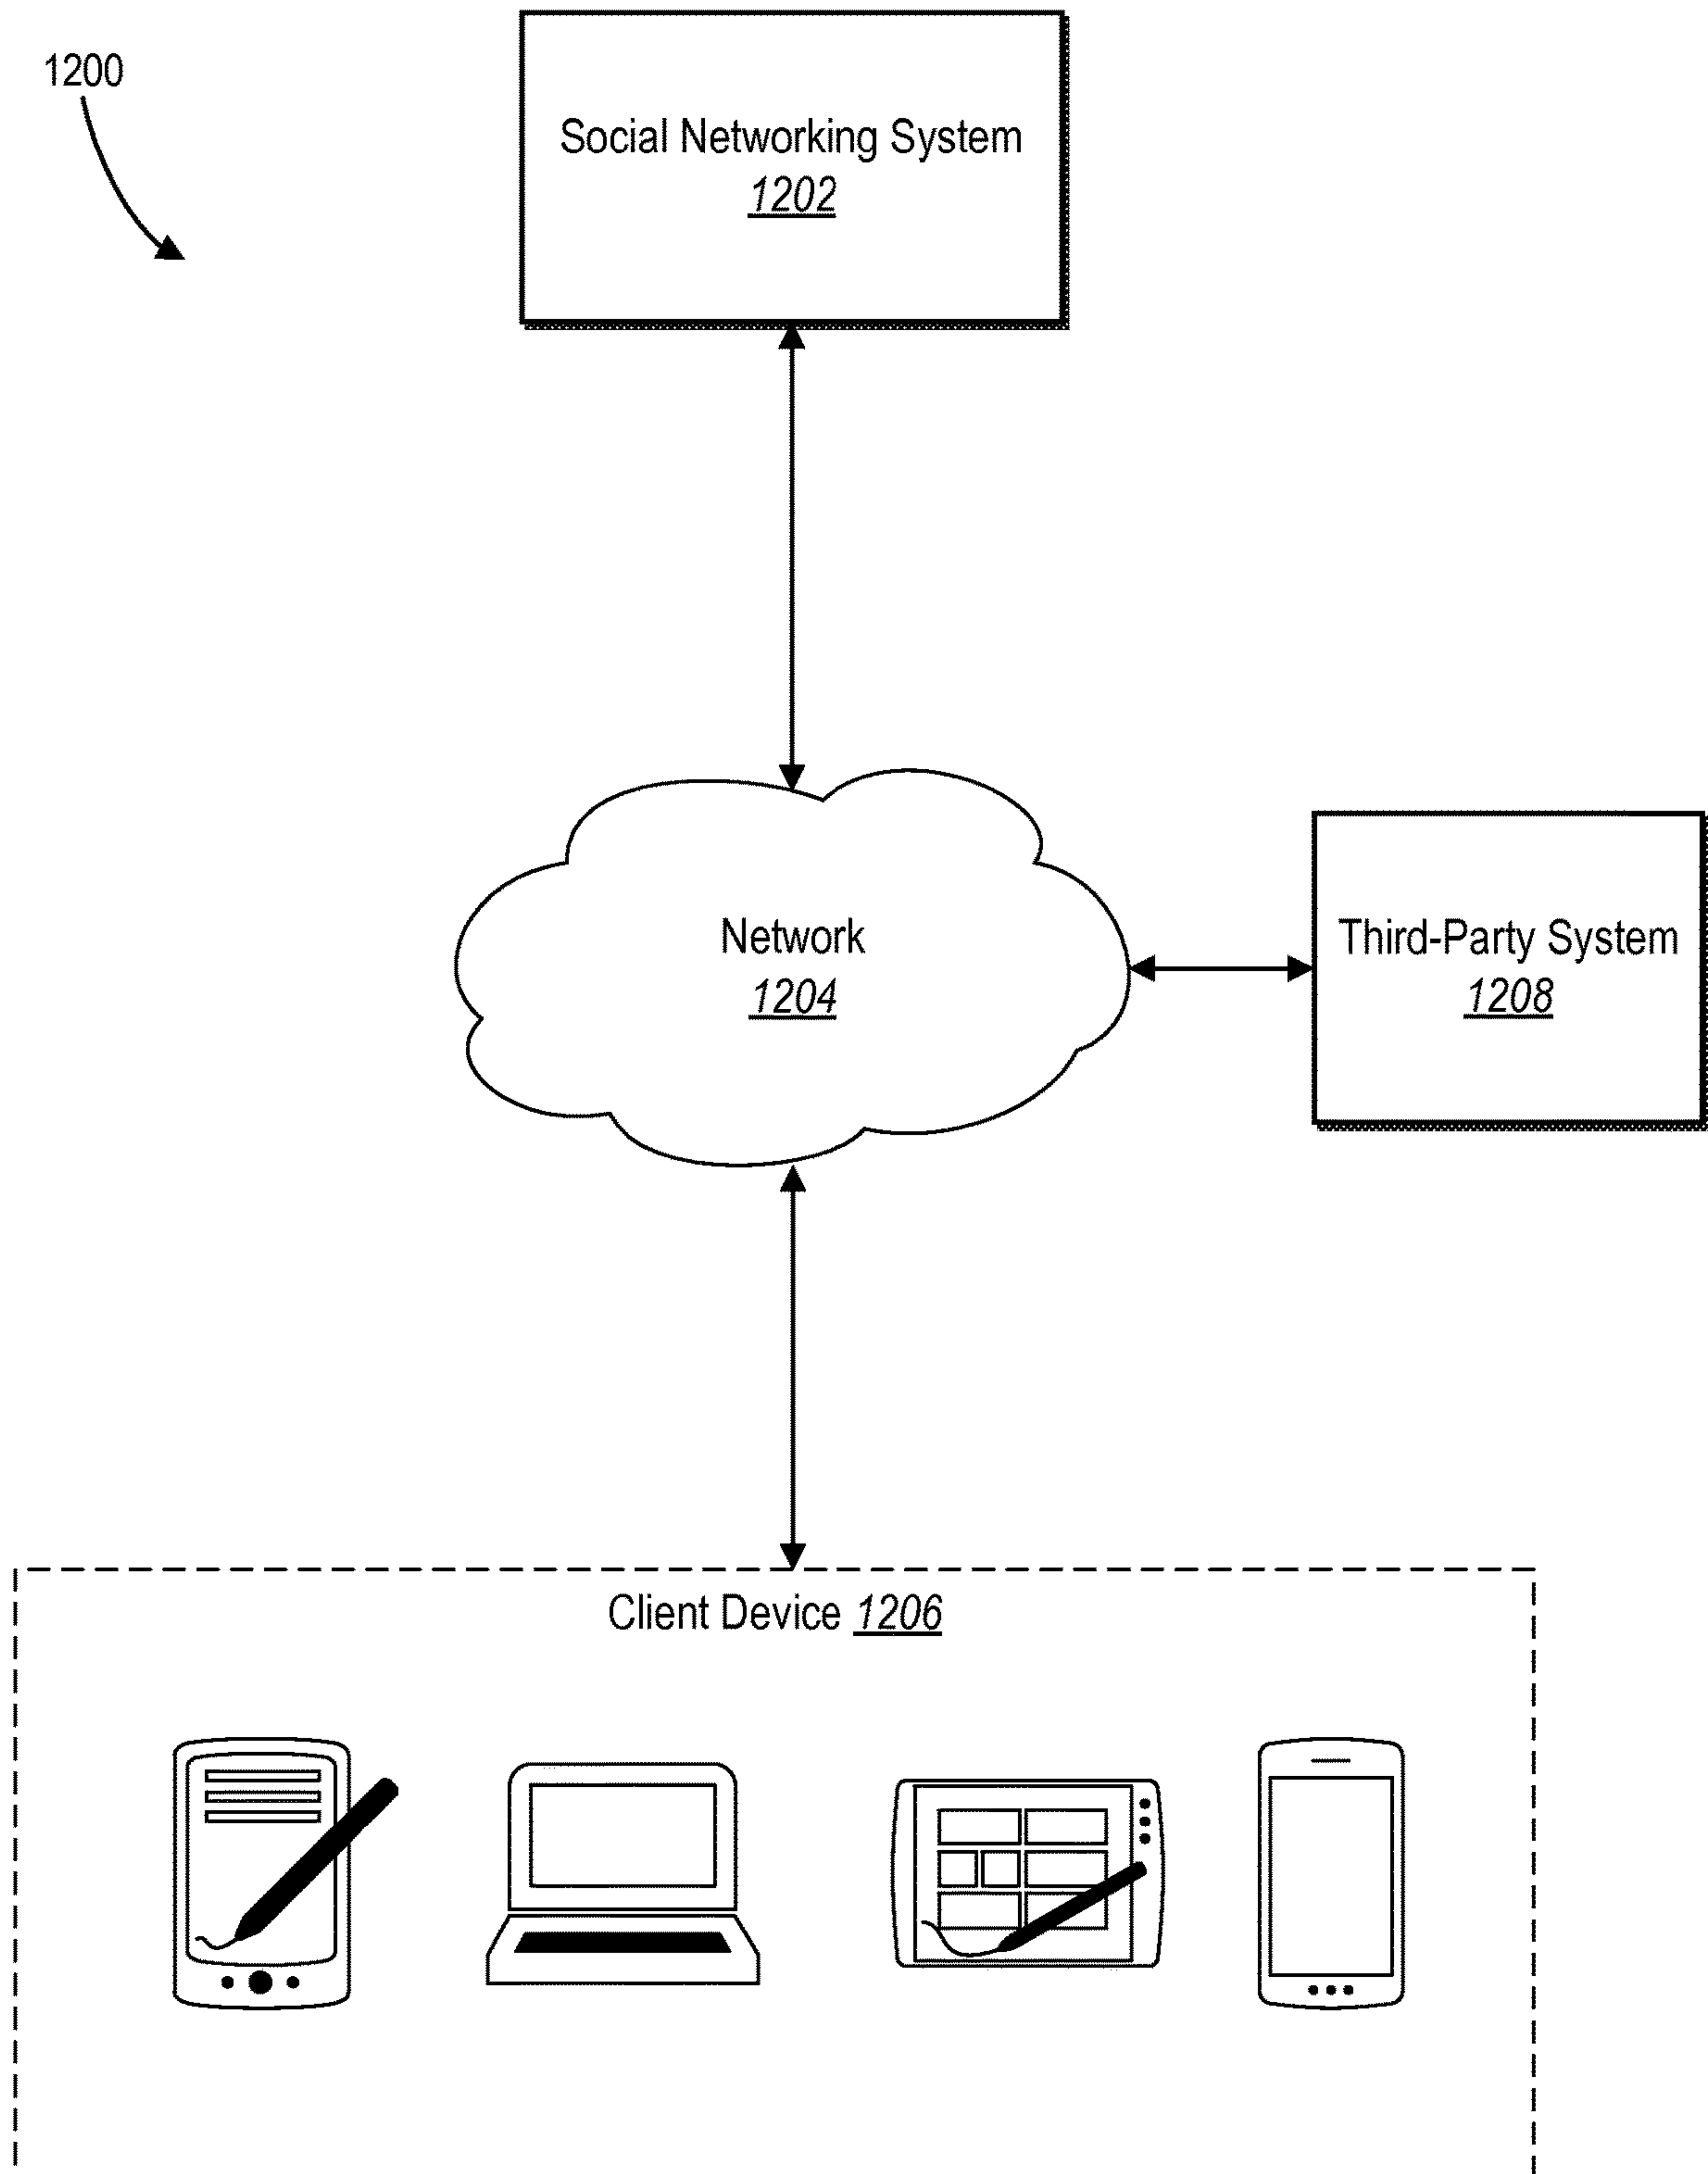 1200
Social Networking System
1202
Network
1204
Third-Party System
1208
Client Device 1206